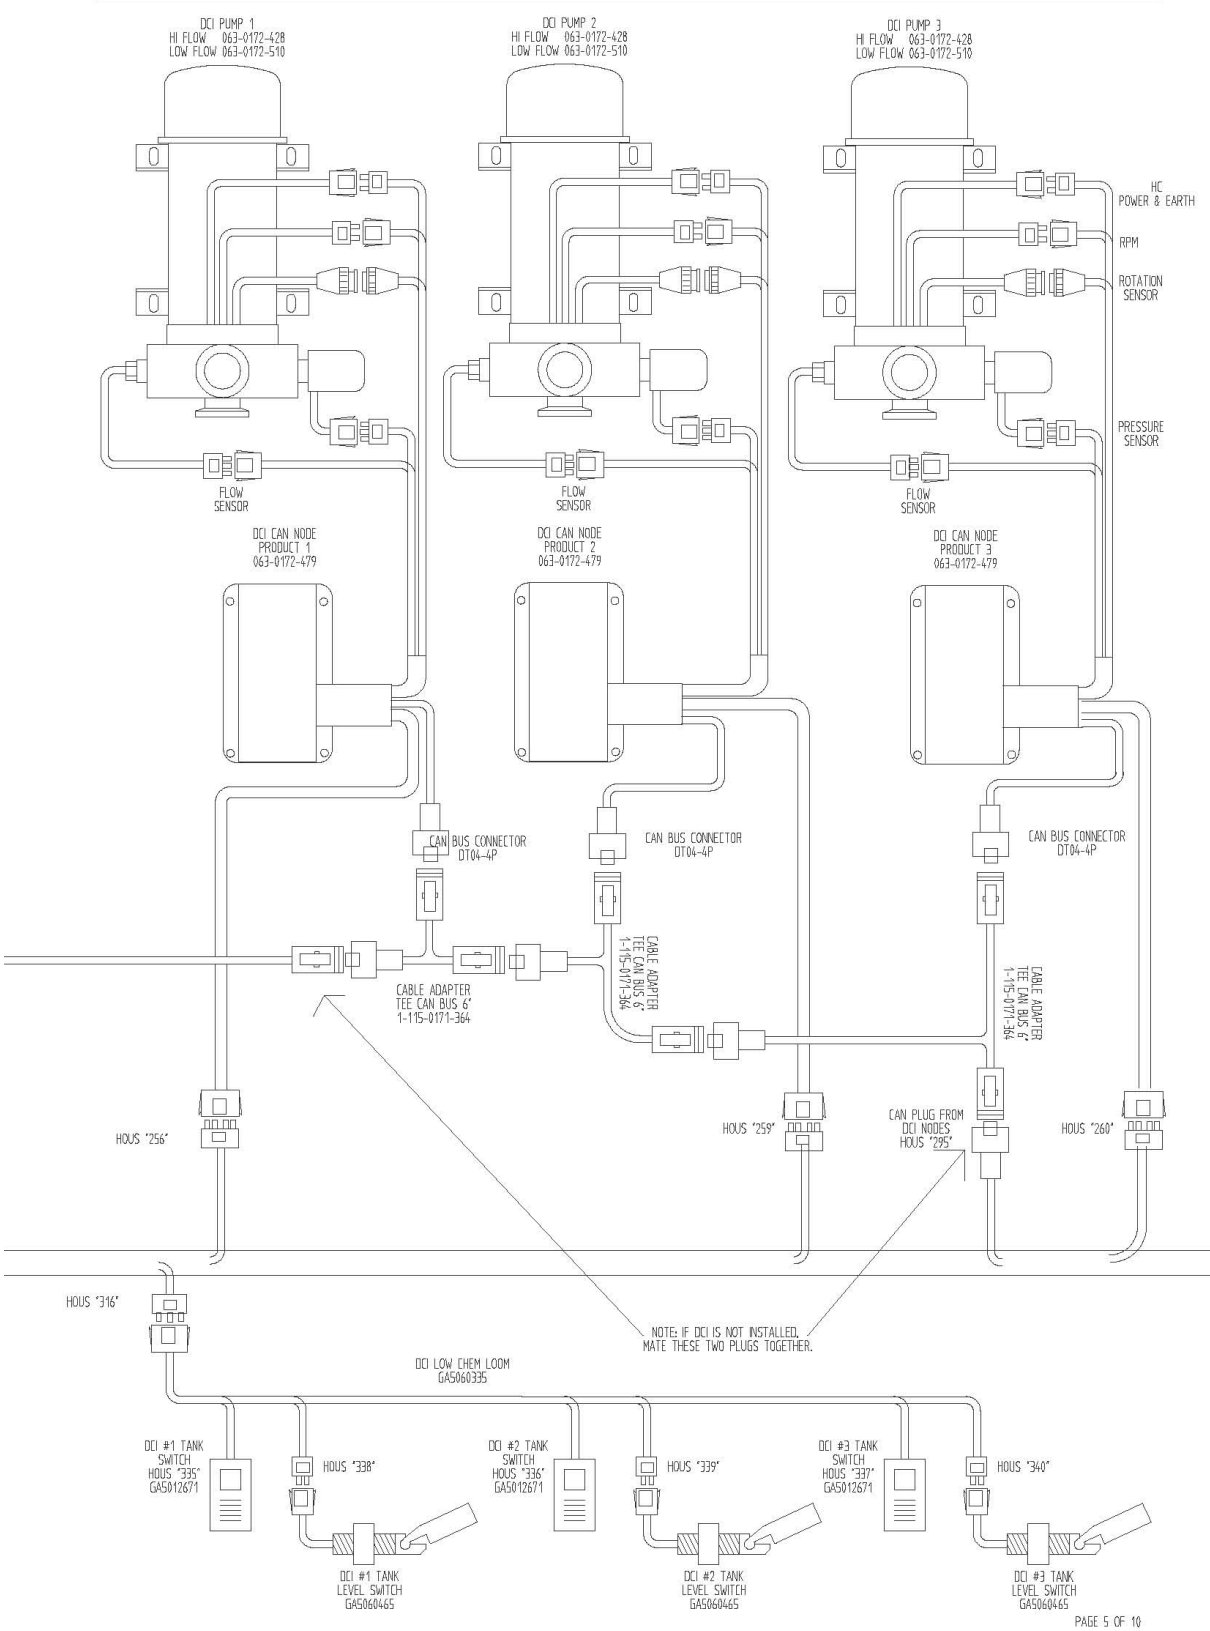 DCI PUMP 1
HI FLOW 063-0172-428
LOW FLOW 063-0172-510
DCI PUMP 2
HI FLOW 063-0172-428
LOW FLOW 063-0172-510
DCI PUMP 3
HI FLOW 063-0172-428
LOW FLOW 063-0172-510
HC
POWER & EARTH
RPM
ROTATION
SENSOR
PRESSURE
SENSOR
FLOW
SENSOR
FLOW
SENSOR
FLOW
SENSOR
DCI CAN NODE
PRODUCT 1
063-0172-479
DCI CAN NODE
PRODUCT 2
063-0172-479
DCI CAN NODE
PRODUCT 3
063-0172-479
CAN BUS CONNECTOR
DT04-4P
CAN BUS CONNECTOR
DT04-4P
CAN BUS CONNECTOR
DT04-4P
CABLE ADAPTER
TEE CAN BUS 6"
1-115-0171-364
CABLE ADAPTER
TEE CAN BUS 6"
1-115-0171-364
CABLE ADAPTER
TEE CAN BUS 6"
1-115-0171-364
HOUS "256"
HOUS "259"
CAN PLUG FROM
DCI NODES
HOUS "295"
HOUS "260"
HOUS "316"
NOTE: IF DCI IS NOT INSTALLED,
MATE THESE TWO PLUGS TOGETHER.
DCI LOW CHEM LOOM
GA5060335
DCI #1 TANK
SWITCH
HOUS "335"
GA5012671
HOUS "338"
DCI #2 TANK
SWITCH
HOUS "336"
GA5012671
HOUS "339"
DCI #3 TANK
SWITCH
HOUS "337"
GA5012671
HOUS "340"
DCI #1 TANK
LEVEL SWITCH
GA5060465
DCI #2 TANK
LEVEL SWITCH
GA5060465
DCI #3 TANK
LEVEL SWITCH
GA5060465
PAGE 5 OF 10